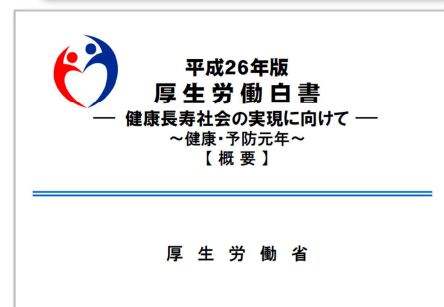 平成26年版
厚生労働白書
― 健康長寿社会の実現に向けて ―
～健康・予防元年～
【 概 要 】
厚 生 労 働 省